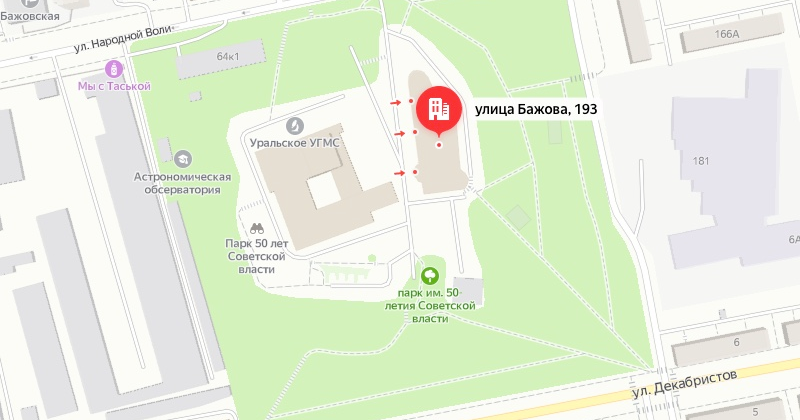 Бажовская
ул. Народной Воли
64к1
166А
Мы с Таськой
улица Бажова, 193
Уральское УГМС
181
Астрономическая
обсерватория
Парк 50 лет
Советской
власти
6А
парк им. 50-
летия Советской
власти
6
ул. Декабристов
5